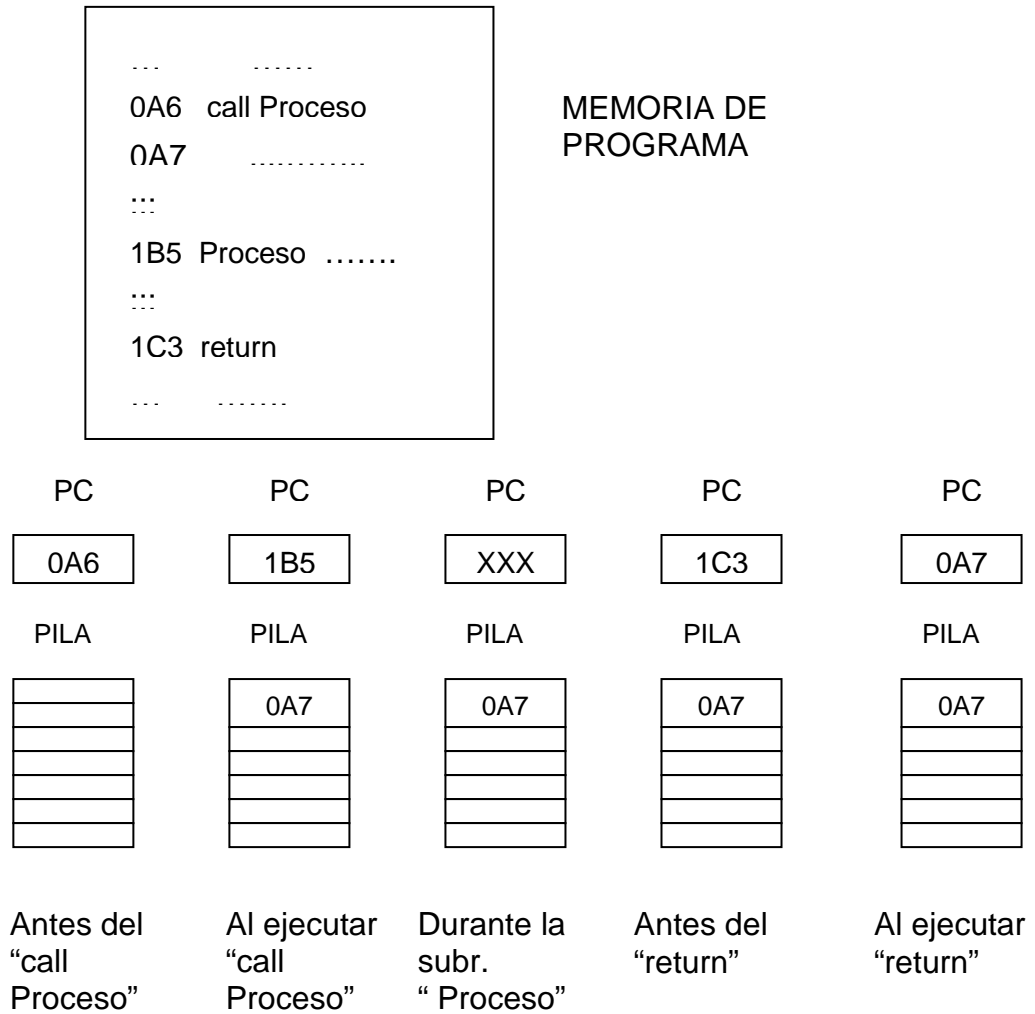 ... ......
0A6 call Proceso
0A7 ............
...
1B5 Proceso .......
...
1C3 return
... .......
MEMORIA DE
PROGRAMA
PC PC PC PC PC
0A6 1B5 XXX 1C3 0A7
PILA PILA PILA PILA PILA
0A7 0A7 0A7 0A7
Antes del
“call
Proceso”
Al ejecutar
“call
Proceso”
Durante la
subr.
“ Proceso”
Antes del
“return”
Al ejecutar
“return”